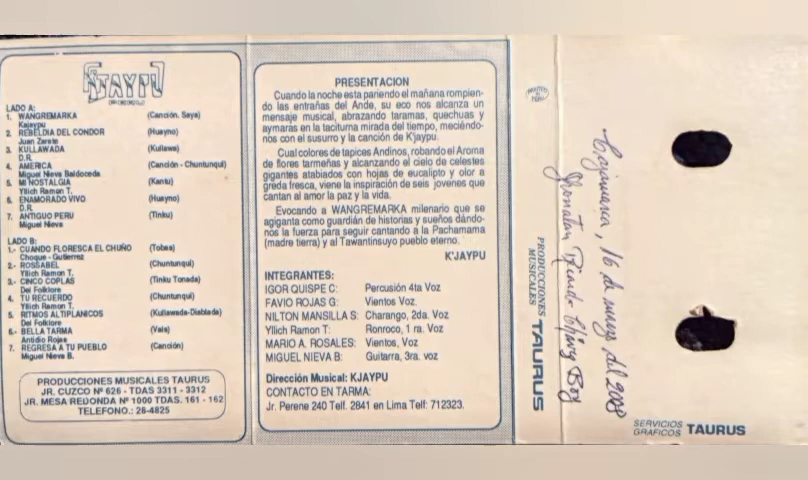 K'JAYPU
LADO A:
1. WANGREMARKA (Canción. Saya)
Kajaypu
2. REBELDIA DEL CONDOR (Huayno)
Juan Zarate
3. KULLAWADA (Kullawa)
D.R.
4. AMERICA (Canción - Chuntunqui)
Miguel Nieva Baldoceda
5. MI NOSTALGIA (Kantu)
Yllich Ramon T.
6. ENAMORADO VIVO (Huayno)
D.R.
7. ANTIGUO PERU (Tinku)
Miguel Nieva
LADO B:
1.- CUANDO FLORESCA EL CHUÑO (Tobas)
Choque - Gutierrez
2.- ROSSABEL (Chuntunqui)
Yllich Ramon T.
3.- CINCO COPLAS (Tinku Tonada)
Del Folklore
4. TU RECUERDO (Chuntunqui)
Yllich Ramon T.
5. RITMOS ALTIPLANICOS (Kullawada-Diablada)
Del Folklore
6.- BELLA TARMA (Vals)
Antidio Rojas
7. REGRESA A TU PUEBLO (Canción)
Miguel Nieva B.
PRODUCCIONES MUSICALES TAURUS
JR. CUZCO Nº 626 - TDAS 3311 - 3312
JR. MESA REDONDA Nº 1000 TDAS. 161 - 162
TELEFONO.: 28-4825
PRESENTACION
Cuando la noche esta pariendo el mañana rompien-
do las entrañas del Ande, su eco nos alcanza un
mensaje musical, abrazando taramas, quechuas y
aymaras en la taciturna mirada del tiempo, meciéndo-
nos con el susurro y la canción de K'jaypu.
Cual colores de tapices Andinos, robando el Aroma
de flores tarmeñas y alcanzando el cielo de celestes
gigantes atabiados con hojas de eucalipto y olor a
greda fresca, viene la inspiración de seis jovenes que
cantan al amor la paz y la vida.
Evocando a WANGREMARKA milenario que se
agiganta como guardián de historias y sueños dándo-
nos la fuerza para seguir cantando a la Pachamama
(madre tierra) y al Tawantinsuyo pueblo eterno.
K'JAYPU
INTEGRANTES:
IGOR QUISPE C: Percusión 4ta Voz
FAVIO ROJAS G: Vientos Voz.
NILTON MANSILLA S: Charango, 2da. Voz.
Yllich Ramon T: Ronroco, 1 ra. Voz.
MARIO A. ROSALES: Vientos, Voz
MIGUEL NIEVA B: Guitarra, 3ra. voz
Dirección Musical: KJAYPU
CONTACTO EN TARMA:
Jr. Perene 240 Telf. 2841 en Lima Telf: 712323.
PRODUCCIONES
MUSICALES TAURUS
Cajamarca, 16 de mayo del 2008
Jhonatan
SERVICIOS
GRAFICOS TAURUS